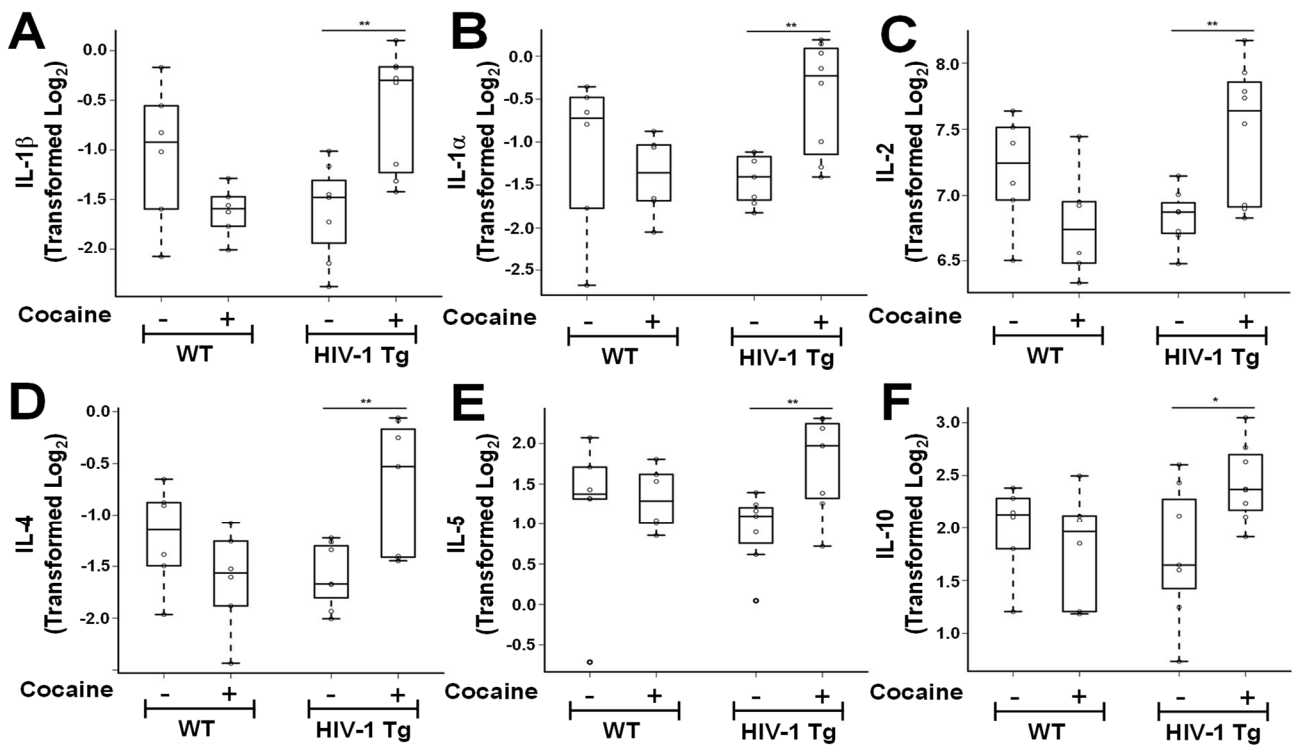 A
IL-1β
(Transformed Log2)
0.0
-0.5
-1.0
-1.5
-2.0
**
Cocaine - + - +
WT HIV-1 Tg
B
IL-1α
(Transformed Log2)
0.0
-0.5
-1.0
-1.5
-2.0
-2.5
**
Cocaine - + - +
WT HIV-1 Tg
C
IL-2
(Transformed Log2)
8.0
7.5
7.0
6.5
**
Cocaine - + - +
WT HIV-1 Tg
D
IL-4
(Transformed Log2)
0.0
-0.5
-1.0
-1.5
-2.0
**
Cocaine - + - +
WT HIV-1 Tg
E
IL-5
(Transformed Log2)
2.0
1.5
1.0
0.5
0.0
-0.5
**
Cocaine - + - +
WT HIV-1 Tg
F
IL-10
(Transformed Log2)
3.0
2.5
2.0
1.5
1.0
*
Cocaine - + - +
WT HIV-1 Tg